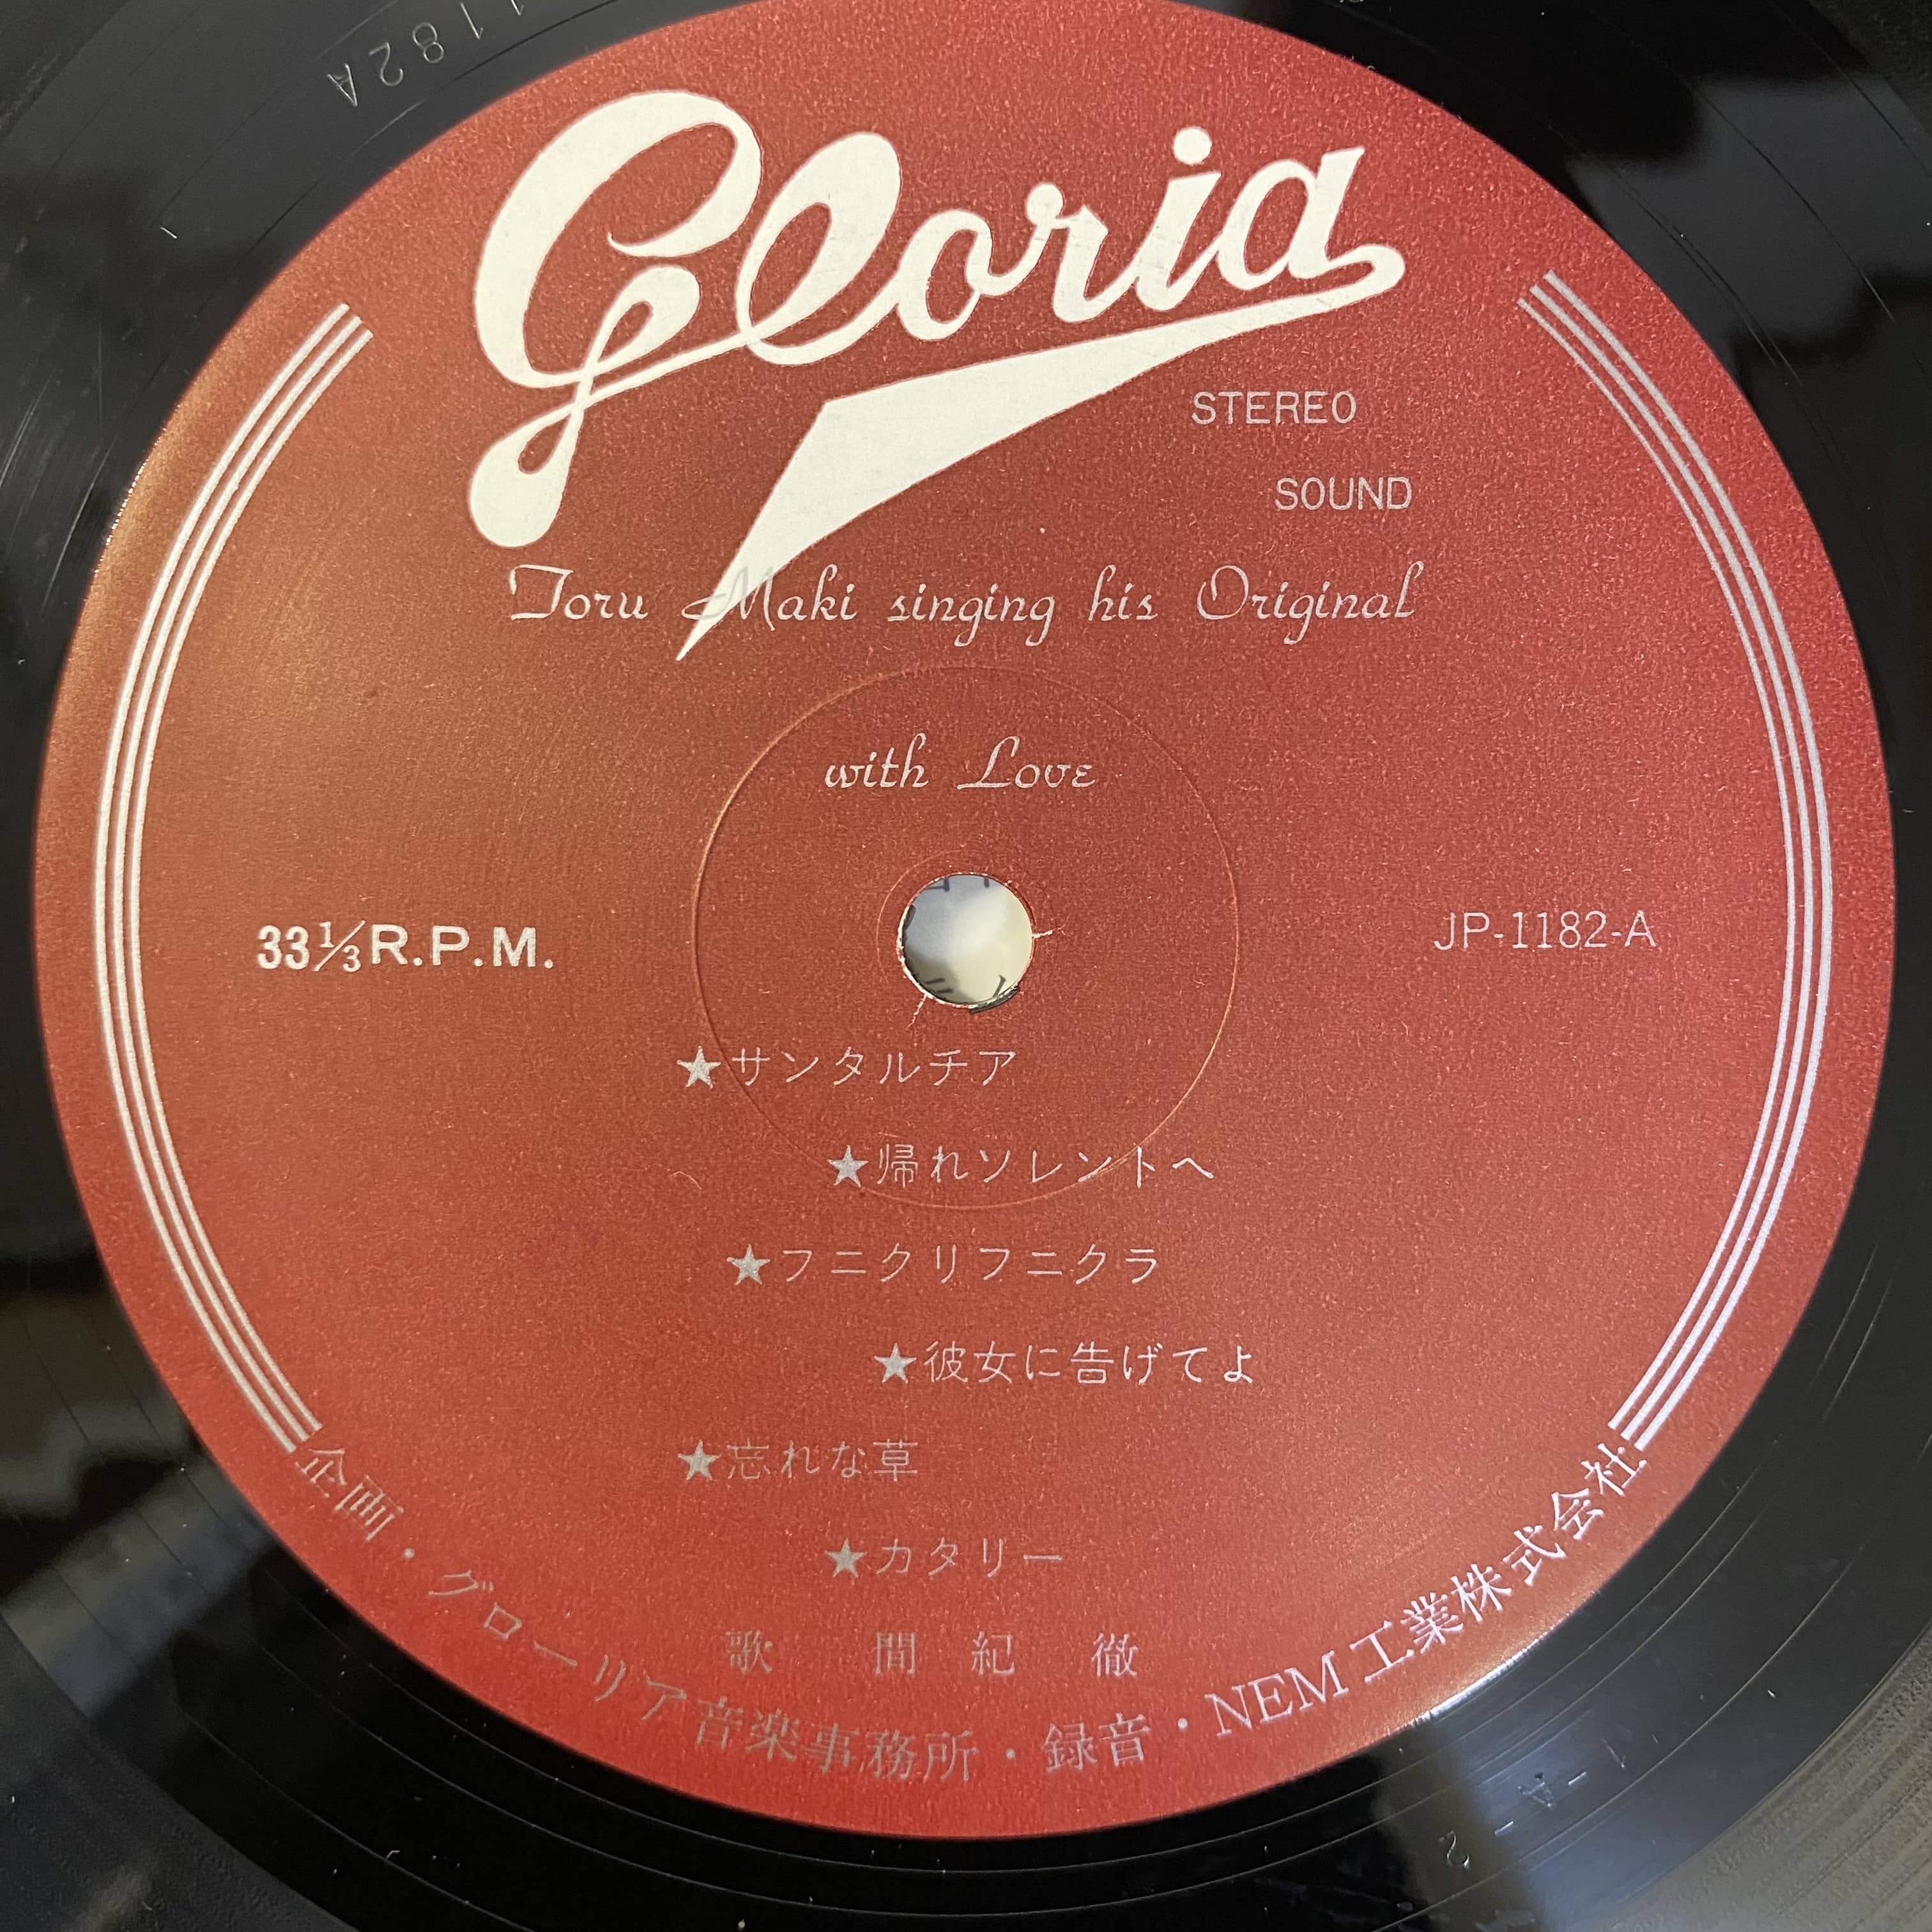 1182A
Gloria
STEREO
SOUND
Toru Maki singing his Original
with Love
33⅓ R.P.M.
JP-1182-A
★サンタルチア
★帰れソレントへ
★フニクリフニクラ
★彼女に告げてよ
★忘れな草
★カタリー
歌 間紀 徹
企画・グローリア音楽事務所・録音・NEM工業株式会社
1-A-2